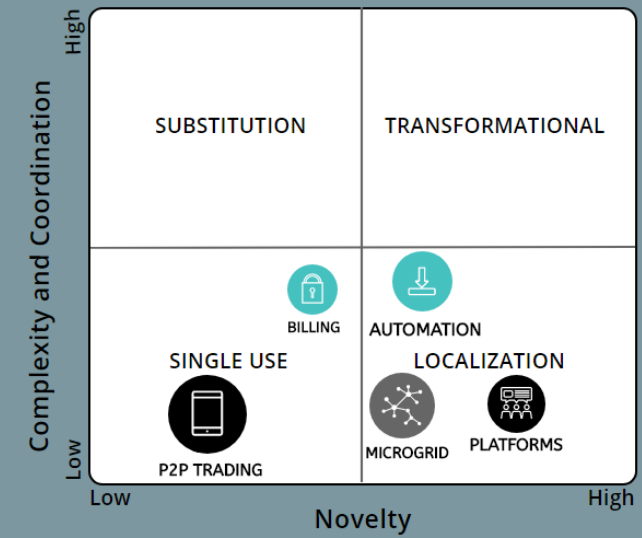 High
Complexity and Coordination
Low
SUBSTITUTION
TRANSFORMATIONAL
BILLING
AUTOMATION
SINGLE USE
LOCALIZATION
P2P TRADING
MICROGRID
PLATFORMS
Low
High
Novelty